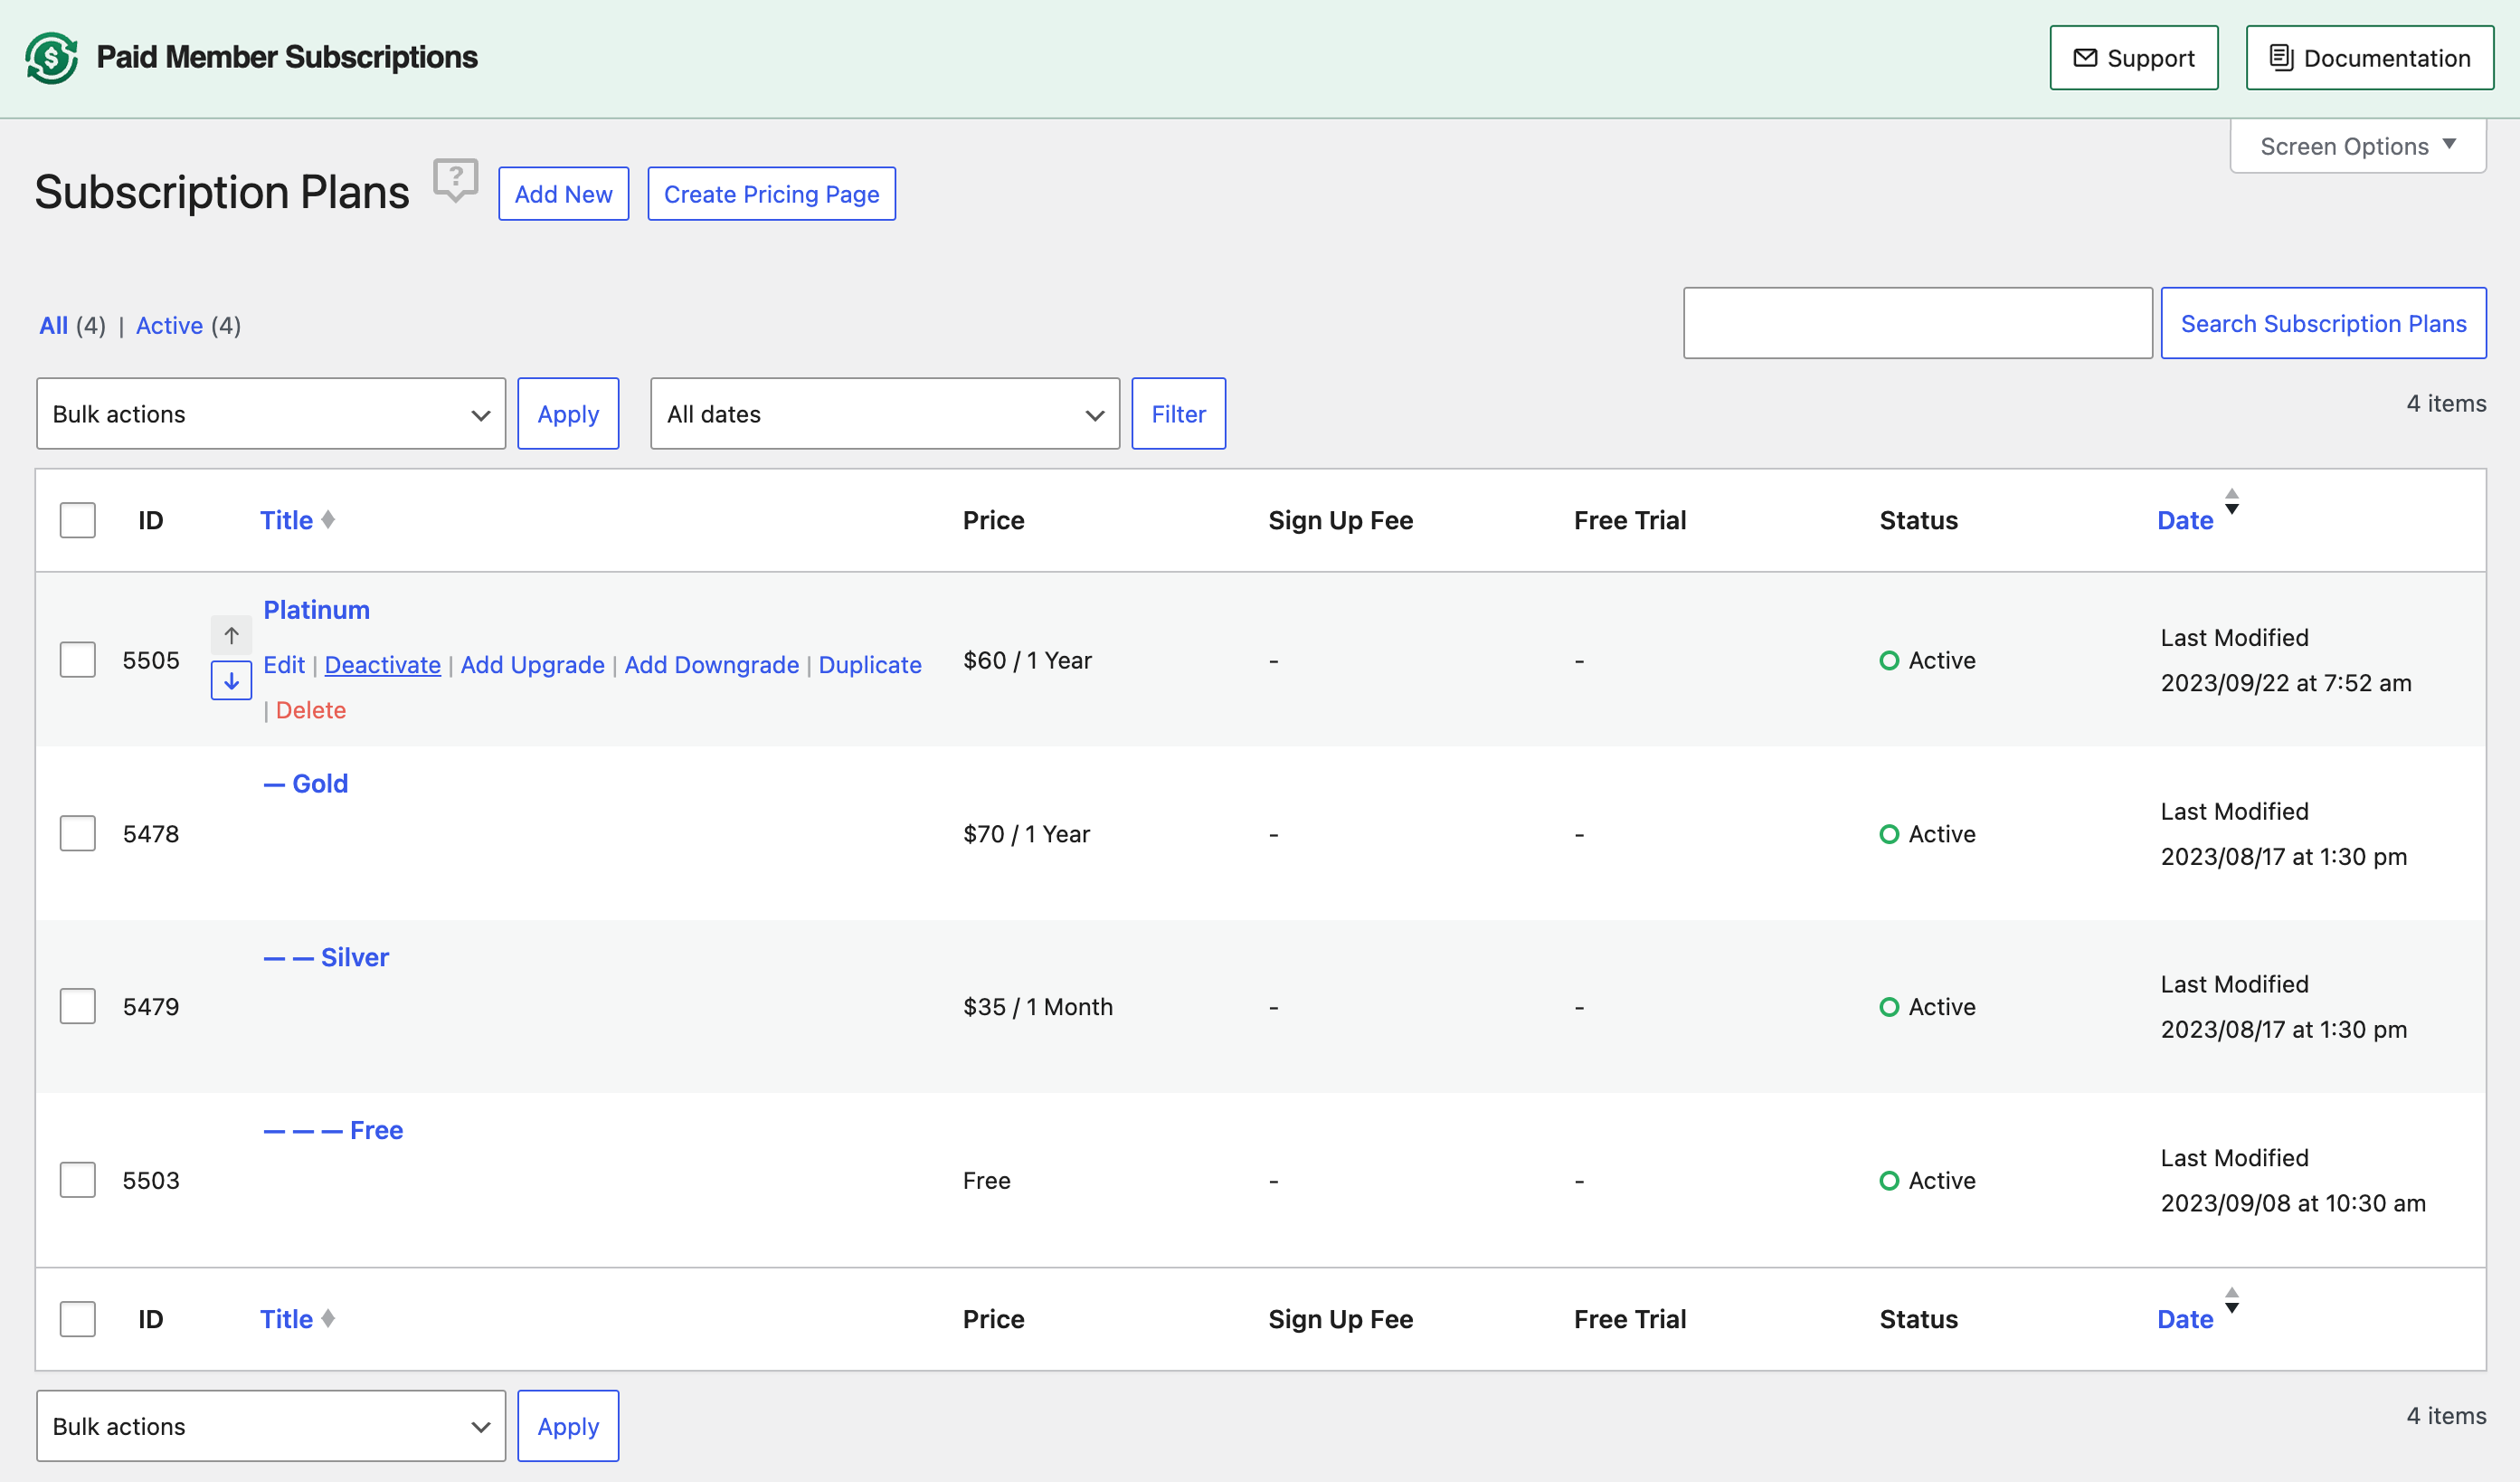 Paid Member Subscriptions
Support
Documentation
Screen Options
Subscription Plans
?
Add New
Create Pricing Page
All (4) | Active (4)
Search Subscription Plans
Bulk actions
Apply
All dates
Filter
4 items
ID Title Price Sign Up Fee Free Trial Status Date
Platinum
5505 Edit | Deactivate | Add Upgrade | Add Downgrade | Duplicate
| Delete
$60 / 1 Year - - Active
Last Modified
2023/09/22 at 7:52 am
— Gold
5478 $70 / 1 Year - - Active
Last Modified
2023/08/17 at 1:30 pm
— — Silver
5479 $35 / 1 Month - - Active
Last Modified
2023/08/17 at 1:30 pm
— — — Free
5503 Free - - Active
Last Modified
2023/09/08 at 10:30 am
ID Title Price Sign Up Fee Free Trial Status Date
Bulk actions
Apply
4 items